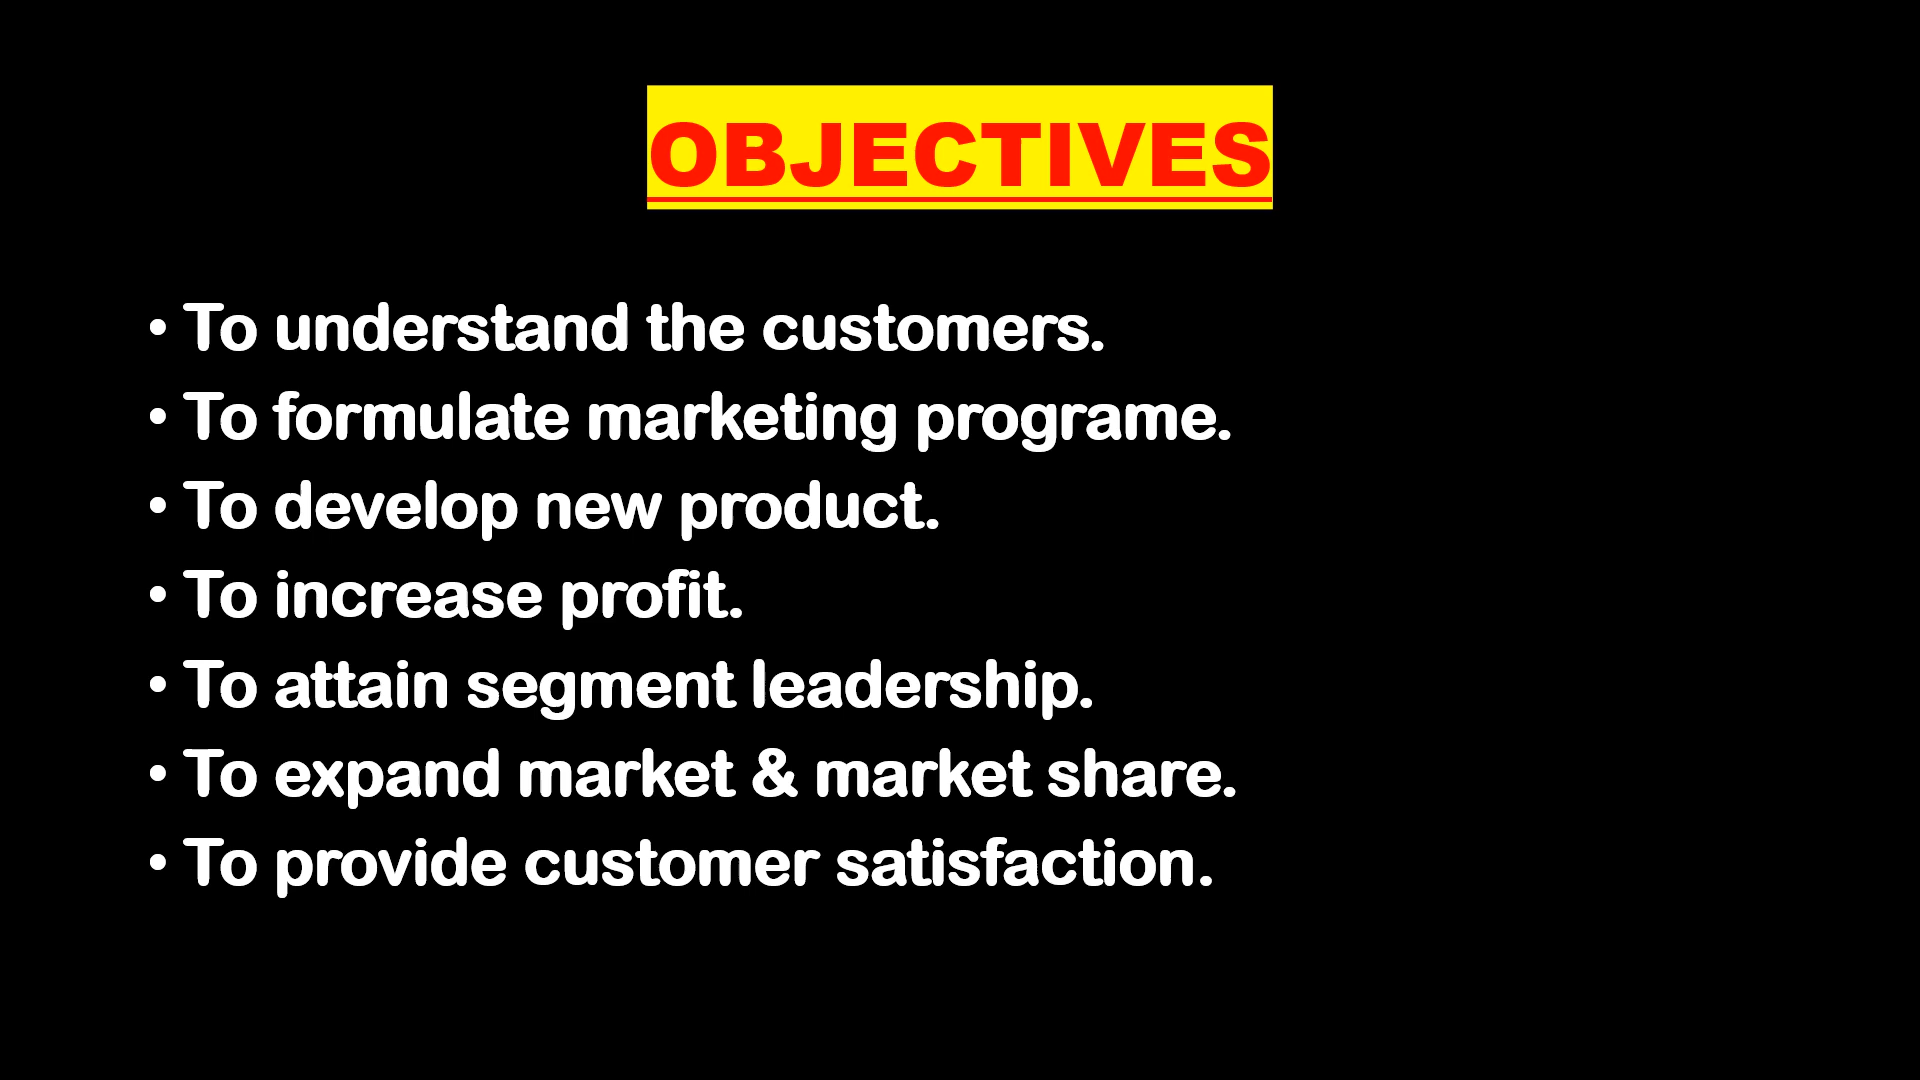 OBJECTIVES
• To understand the customers.
• To formulate marketing programe.
• To develop new product.
• To increase profit.
• To attain segment leadership.
• To expand market & market share.
• To provide customer satisfaction.